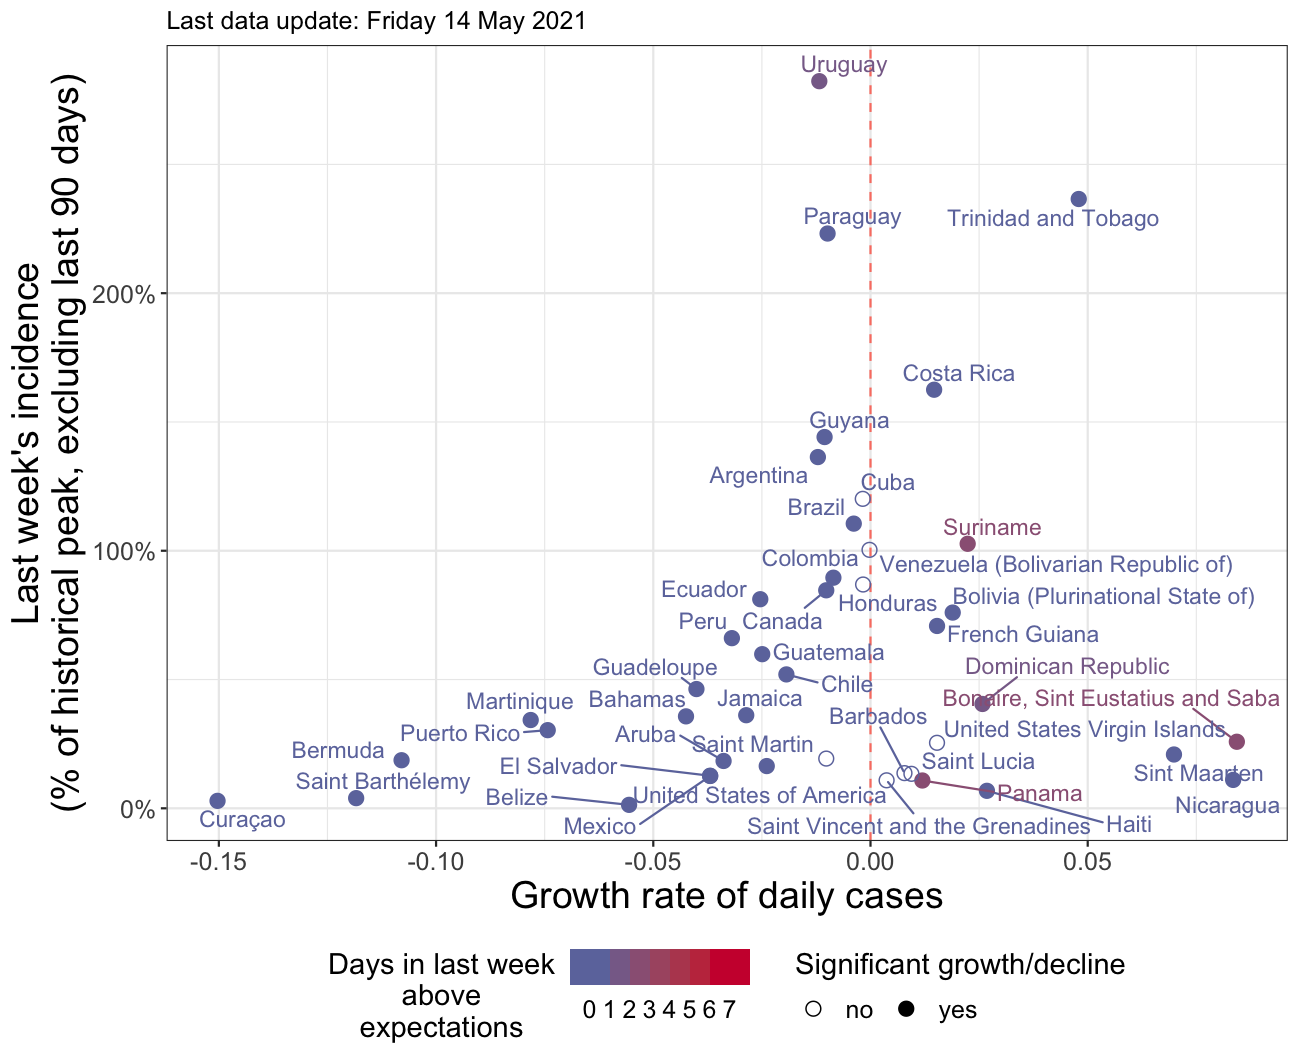 Last data update: Friday 14 May 2021
Last week's incidence
(% of historical peak, excluding last 90 days)
200%
100%
0%
Uruguay
Trinidad and Tobago
Paraguay
Costa Rica
Guyana
Argentina
Cuba
Brazil
Suriname
Colombia
Venezuela (Bolivarian Republic of)
Ecuador
Honduras
Bolivia (Plurinational State of)
Peru
Canada
French Guiana
Guatemala
Guadeloupe
Dominican Republic
Chile
Martinique
Bahamas
Jamaica
Bonaire, Sint Eustatius and Saba
Barbados
Puerto Rico
Aruba
United States Virgin Islands
Bermuda
Saint Martin
El Salvador
Saint Lucia
Saint Barthélemy
Sint Maarten
Belize
United States of America
Panama
Nicaragua
Curaçao
Mexico
Saint Vincent and the Grenadines
Haiti
-0.15
-0.10
-0.05
0.00
0.05
Growth rate of daily cases
Days in last week
above
expectations
0 1 2 3 4 5 6 7
Significant growth/decline
no
yes